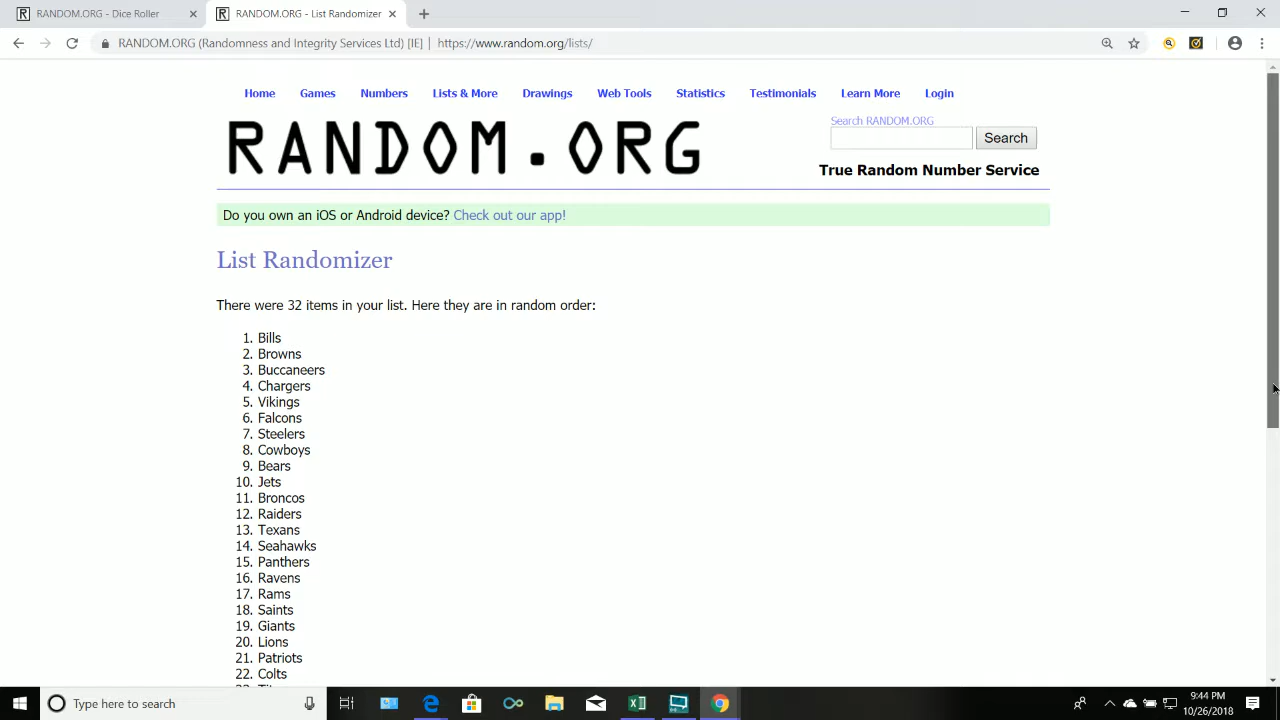 RANDOM.ORG - Dice Roller
RANDOM.ORG - List Randomizer
RANDOM.ORG (Randomness and Integrity Services Ltd) [IE] | https://www.random.org/lists/
Home Games Numbers Lists & More Drawings Web Tools Statistics Testimonials Learn More Login
RANDOM.ORG
Search RANDOM.ORG
Search
True Random Number Service
Do you own an iOS or Android device? Check out our app!
List Randomizer
There were 32 items in your list. Here they are in random order:
1. Bills
2. Browns
3. Buccaneers
4. Chargers
5. Vikings
6. Falcons
7. Steelers
8. Cowboys
9. Bears
10. Jets
11. Broncos
12. Raiders
13. Texans
14. Seahawks
15. Panthers
16. Ravens
17. Rams
18. Saints
19. Giants
20. Lions
21. Patriots
22. Colts
Type here to search
9:44 PM
10/26/2018